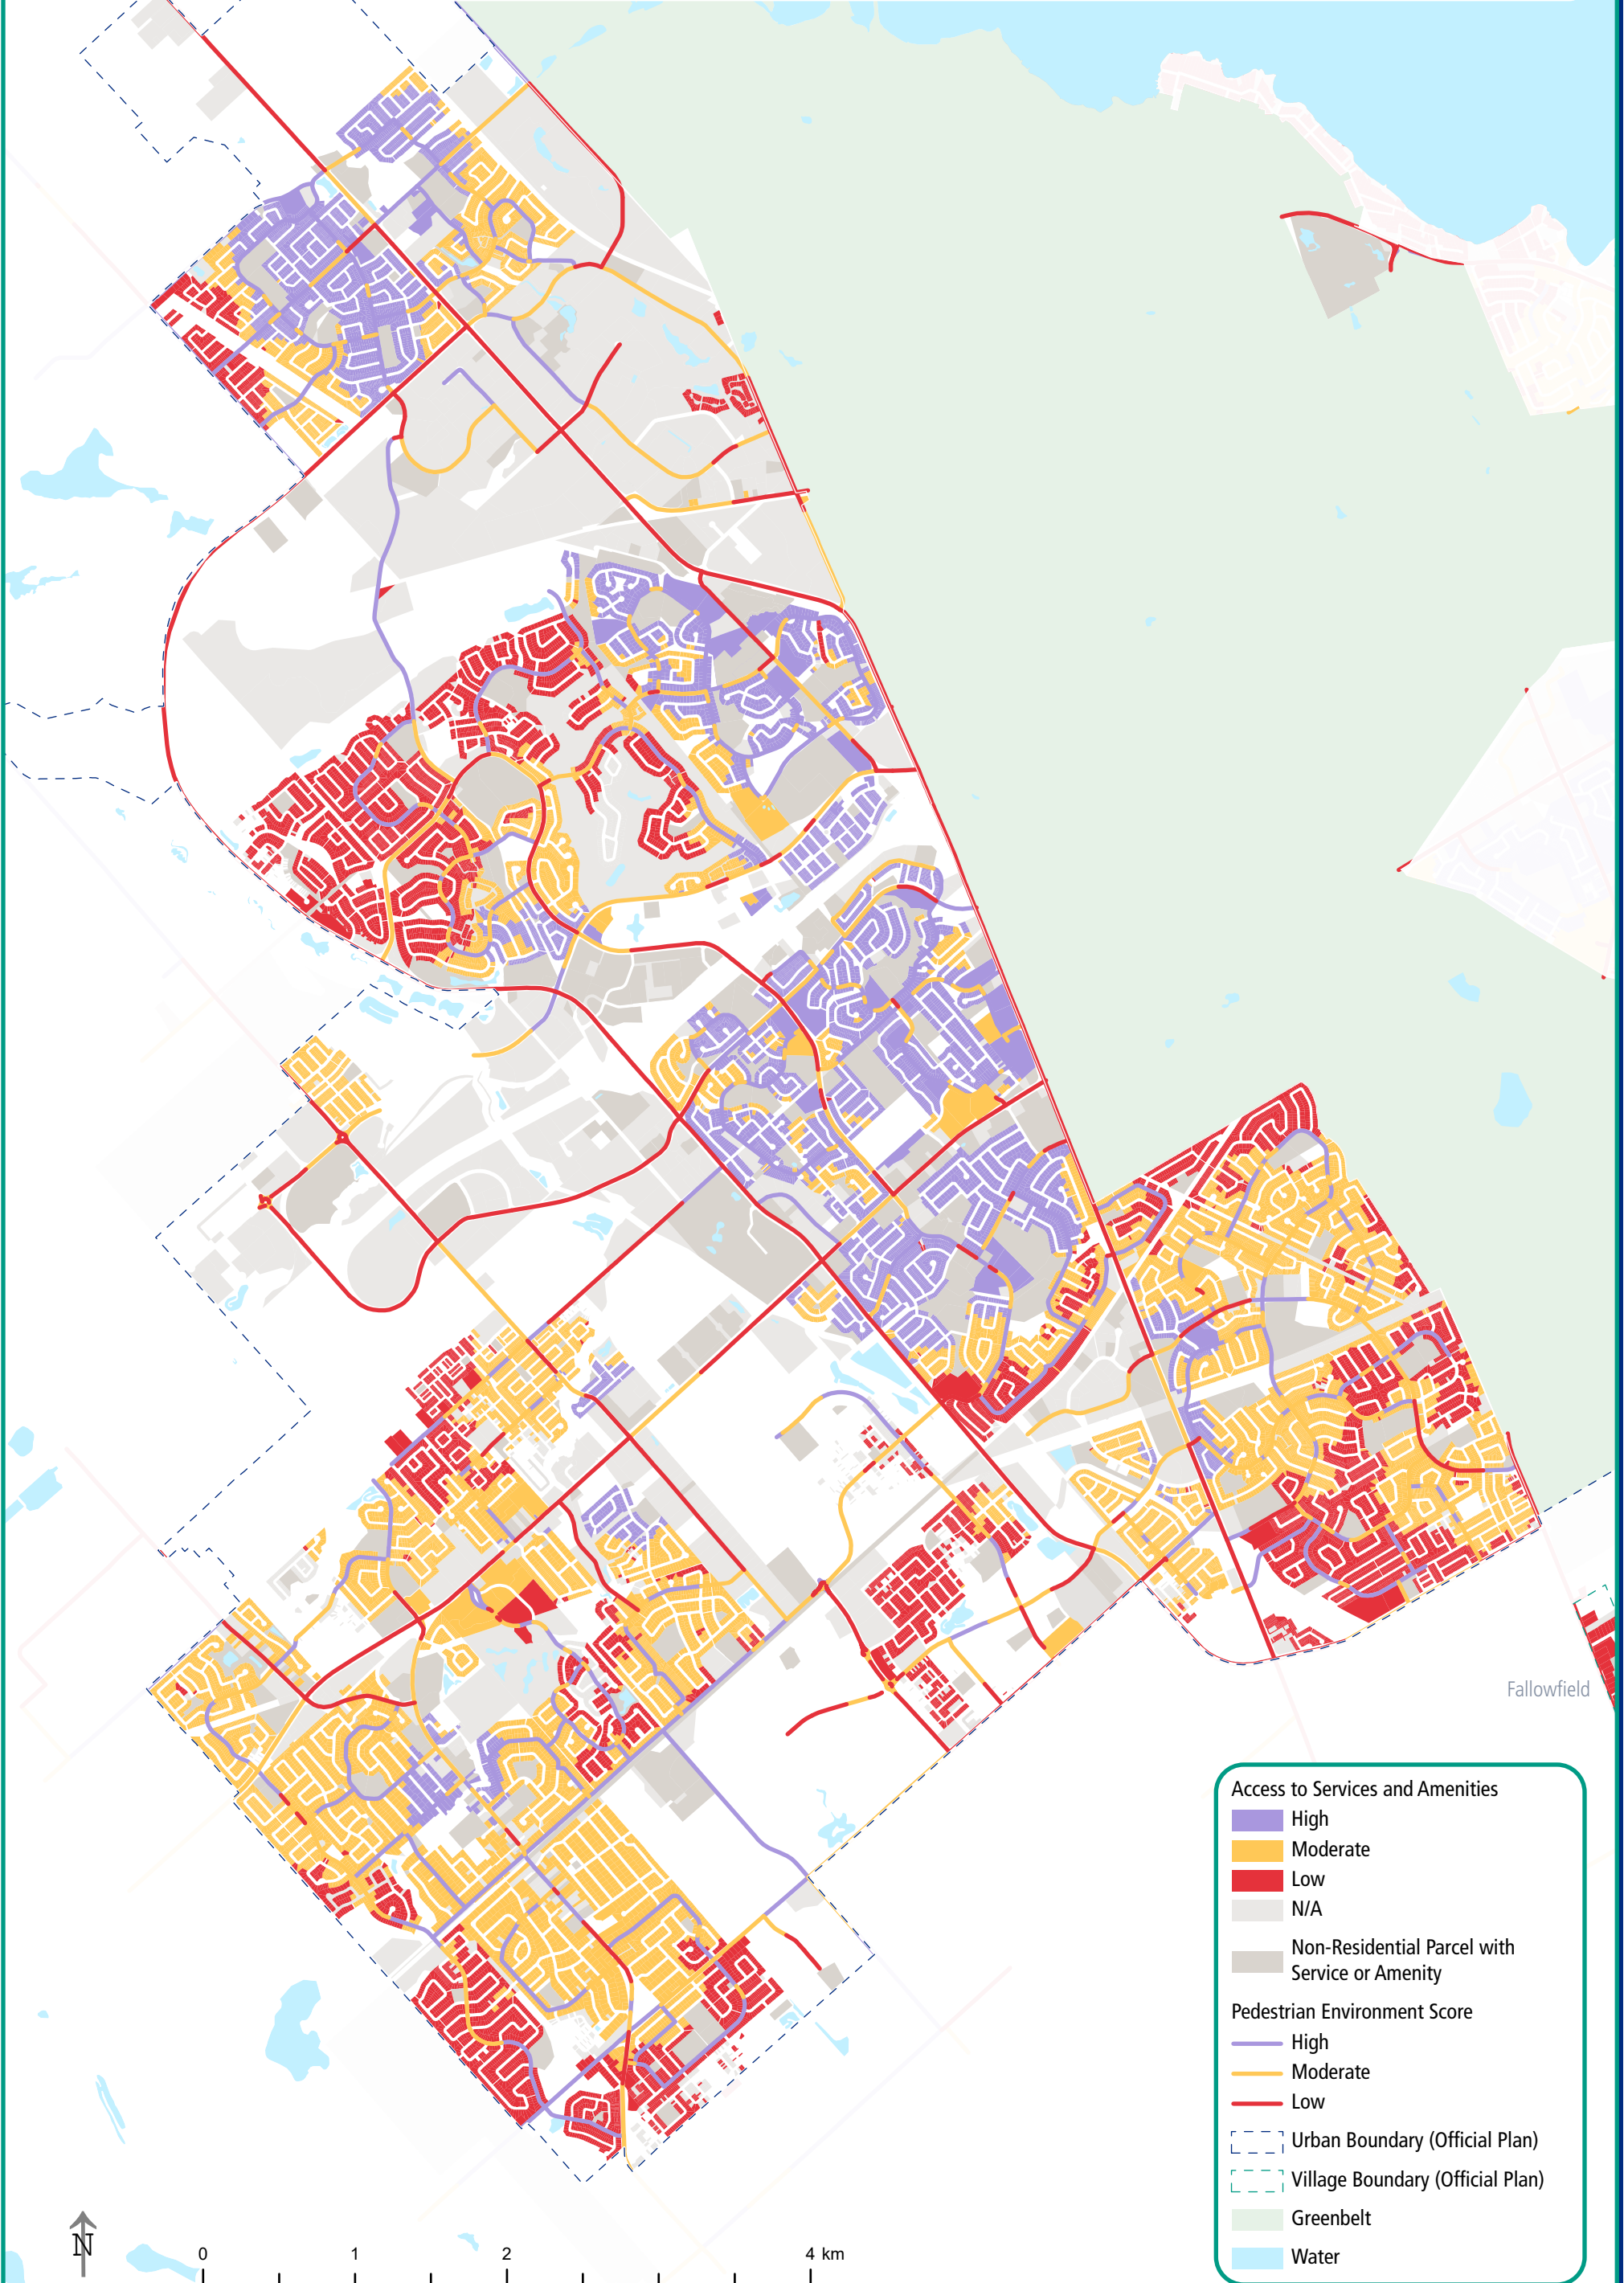 Fallowfield
Access to Services and Amenities
High
Moderate
Low
N/A
Non-Residential Parcel with
Service or Amenity
Pedestrian Environment Score
High
Moderate
Low
Urban Boundary (Official Plan)
Village Boundary (Official Plan)
Greenbelt
Water
N
0 1 2 4 km